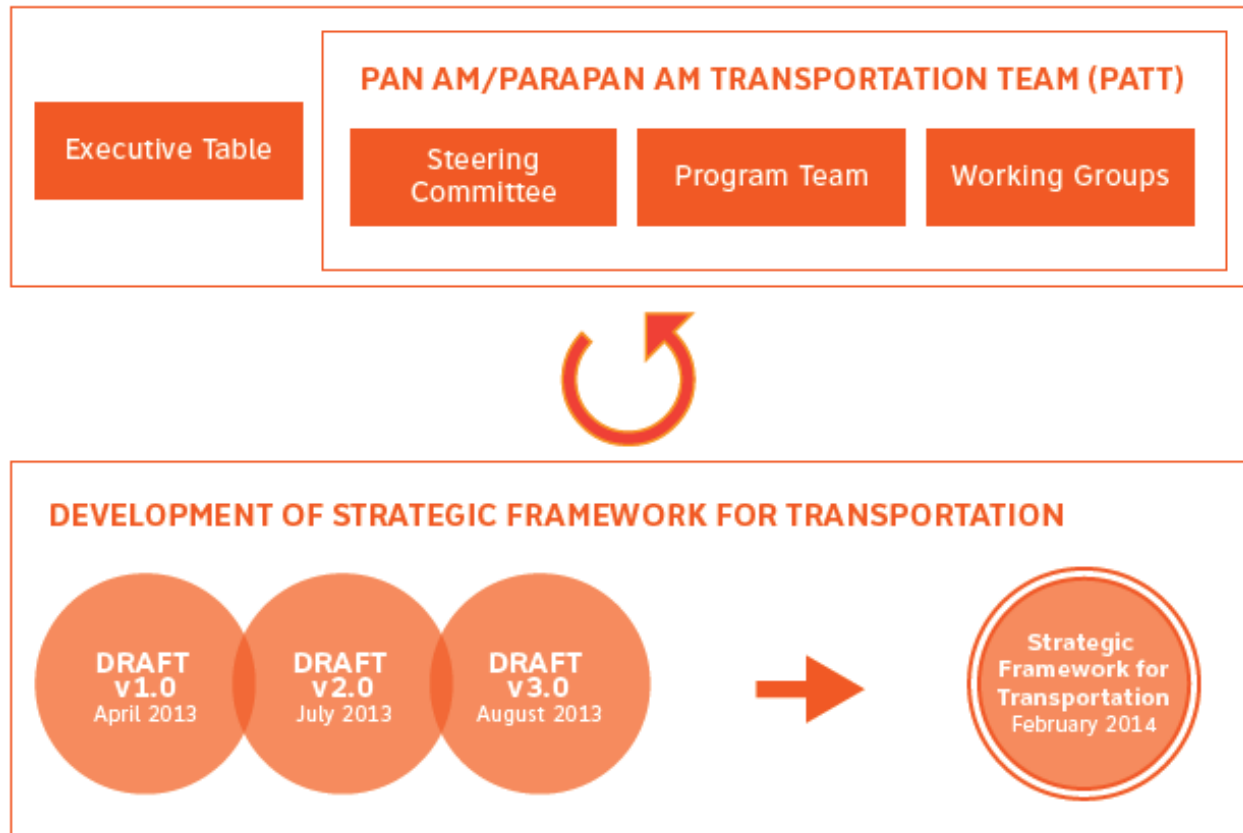 PAN AM/PARAPAN AM TRANSPORTATION TEAM (PATT)
Executive Table
Steering
Committee
Program Team
Working Groups
DEVELOPMENT OF STRATEGIC FRAMEWORK FOR TRANSPORTATION
DRAFT
v1.0
April 2013
DRAFT
v2.0
July 2013
DRAFT
v3.0
August 2013
Strategic
Framework for
Transportation
February 2014